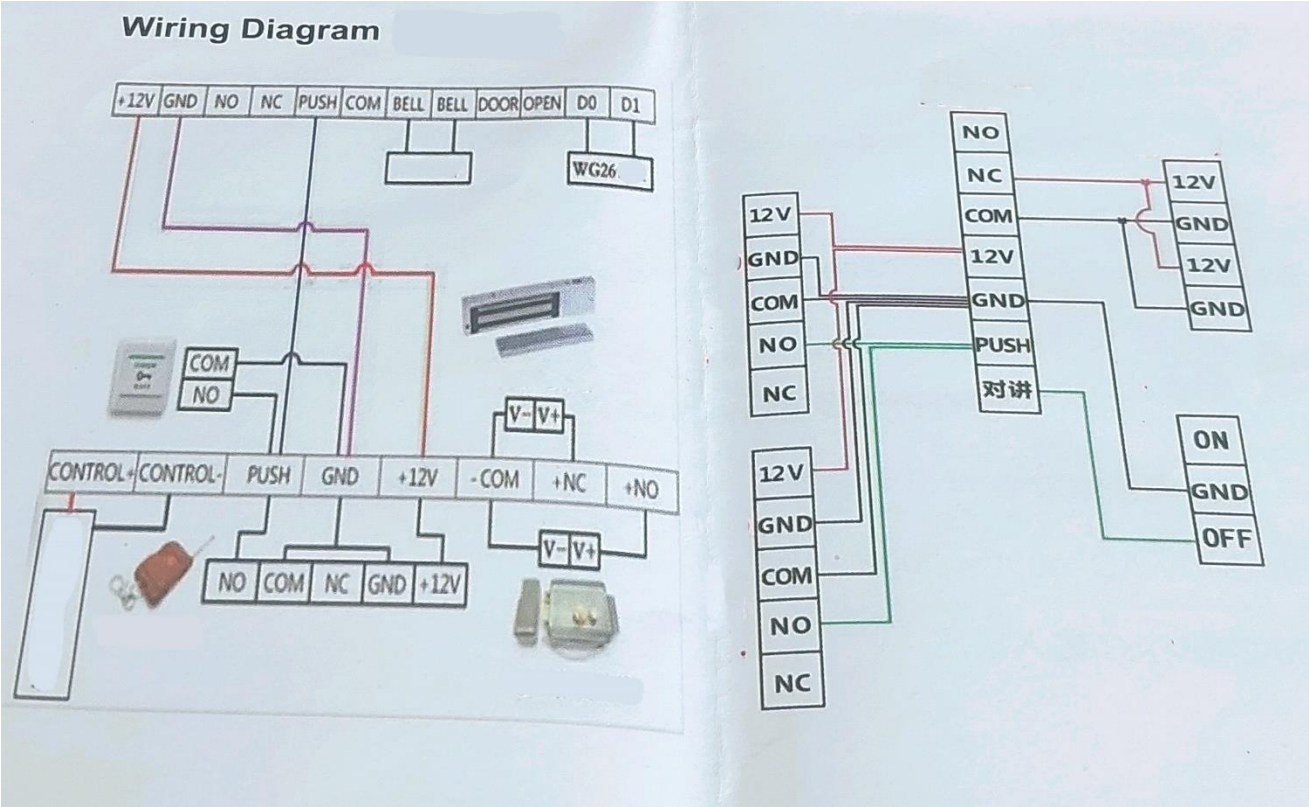 Wiring Diagram
+12V GND NO NC PUSH COM BELL BELL DOOR OPEN D0 D1
WG26
COM
NO
V- V+
CONTROL+ CONTROL- PUSH GND +12V -COM +NC +NO
V- V+
NO COM NC GND +12V
12V
GND
COM
NO
NC
12V
GND
COM
NO
NC
NO
NC
COM
12V
GND
PUSH
对讲
12V
GND
12V
GND
ON
GND
OFF